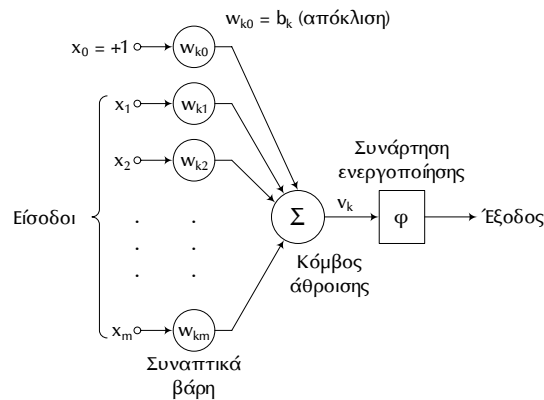 w_k0 = b_k (απόκλιση)
x_0 = +1
w_k0
x_1
w_k1
x_2
w_k2
Συνάρτηση
ενεργοποίησης
Είσοδοι
Σ
v_k
φ
Έξοδος
Κόμβος
άθροισης
x_m
w_km
Συναπτικά
βάρη